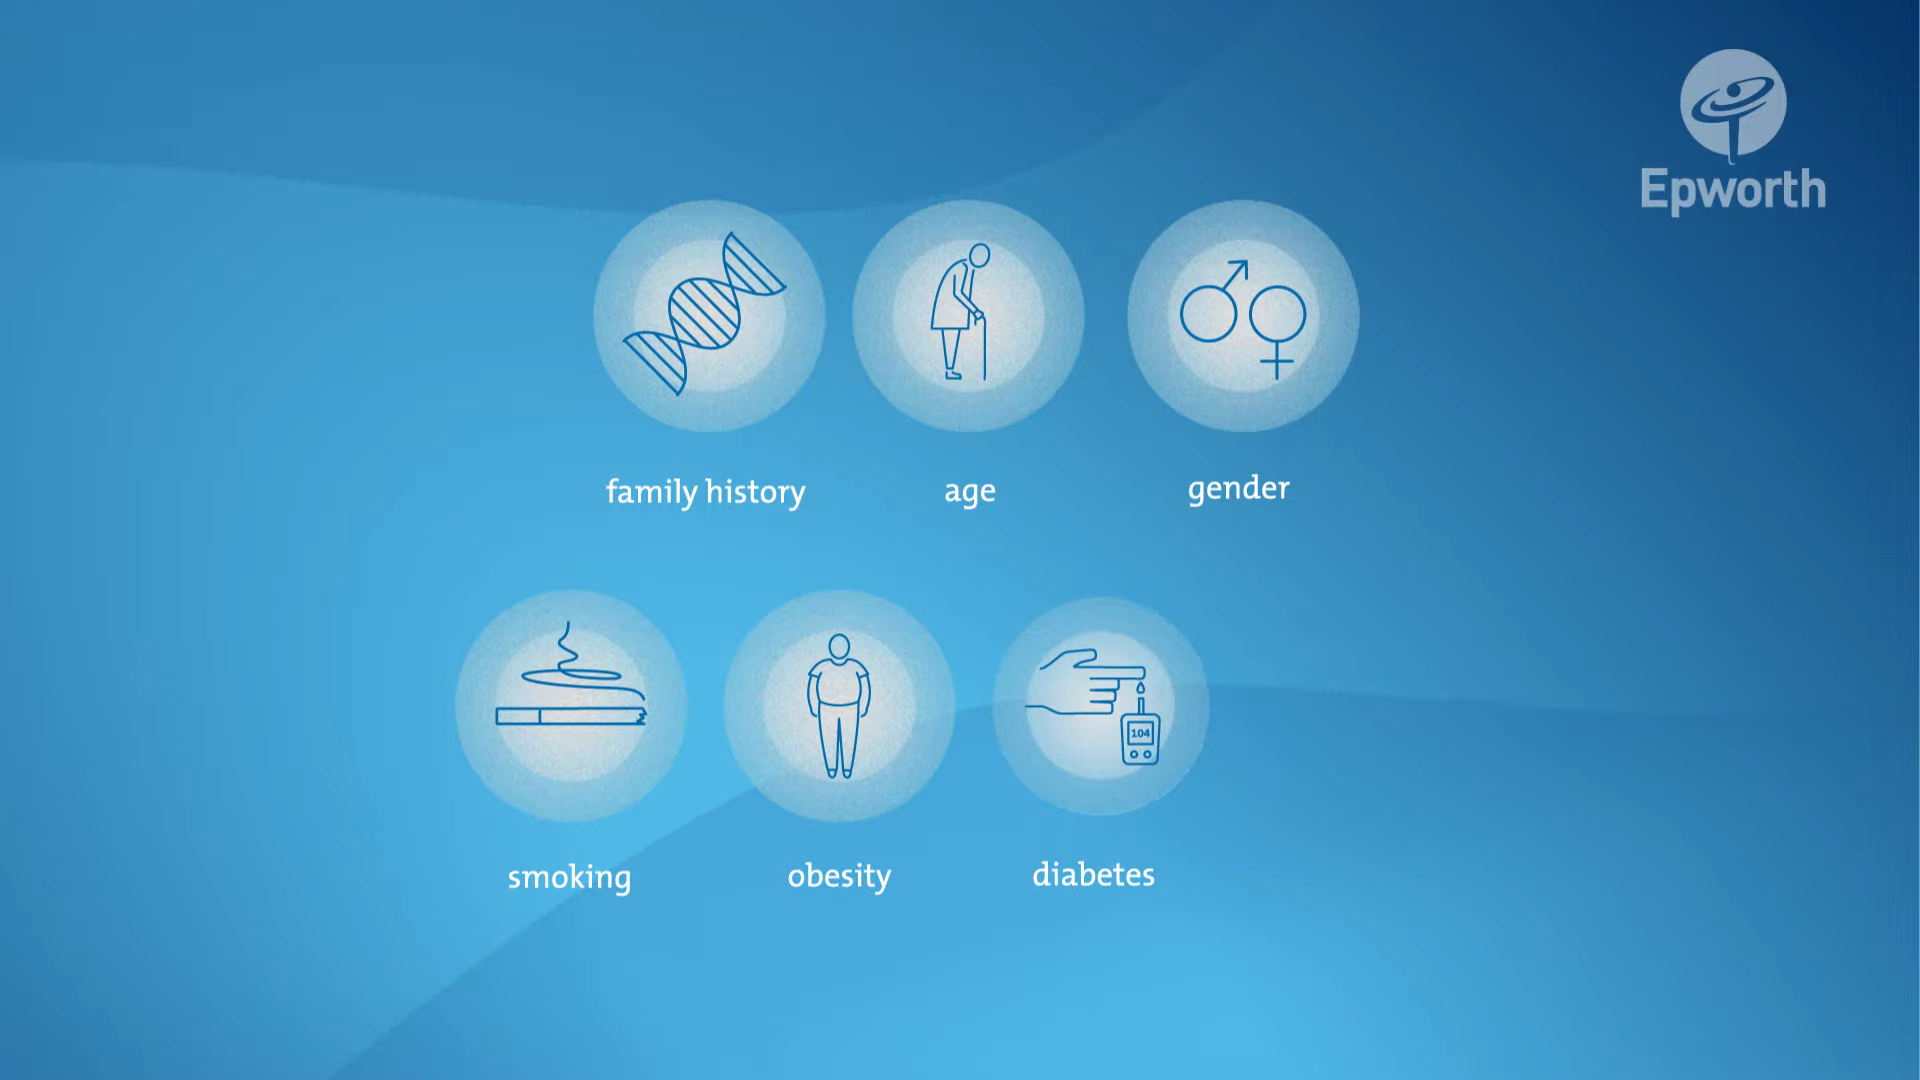 Epworth
family history
age
gender
104
smoking
obesity
diabetes